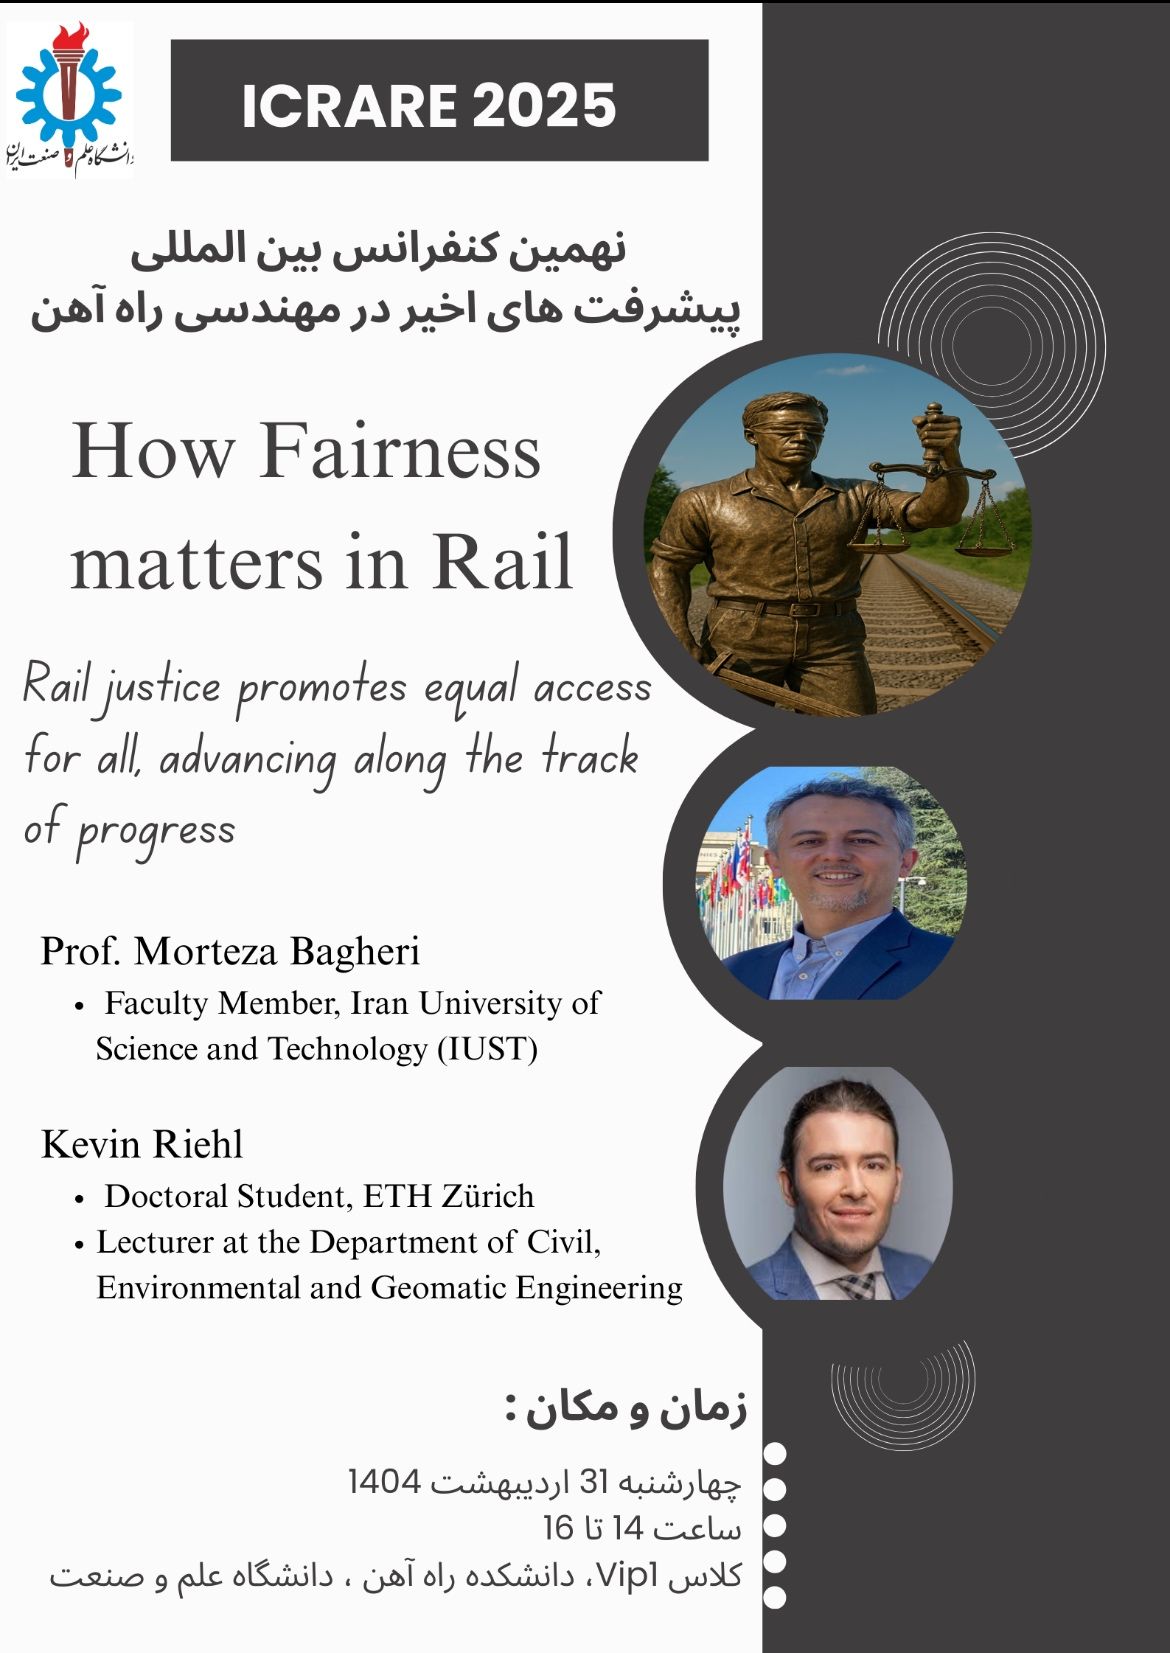 دانشگاه علم و صنعت ایران
ICRARE 2025
نهمین کنفرانس بین المللی
پیشرفت های اخیر در مهندسی راه آهن
How Fairness
matters in Rail
Rail justice promotes equal access
for all, advancing along the track
of progress
Prof. Morteza Bagheri
• Faculty Member, Iran University of
Science and Technology (IUST)
Kevin Riehl
• Doctoral Student, ETH Zürich
• Lecturer at the Department of Civil,
Environmental and Geomatic Engineering
زمان و مکان :
چهارشنبه 31 اردیبهشت 1404
ساعت 14 تا 16
کلاس Vip1، دانشکده راه آهن ، دانشگاه علم و صنعت